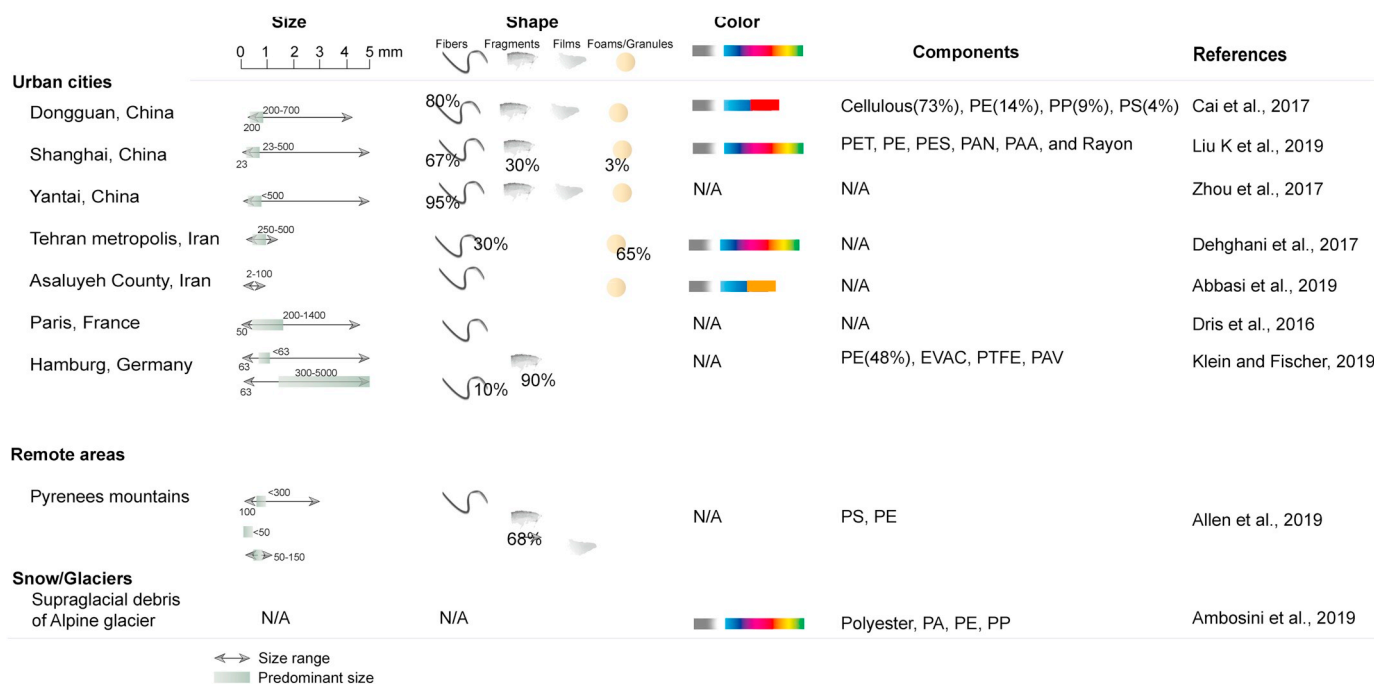 Size Shape Color
0 1 2 3 4 5 mm Fibers Fragments Films Foams/Granules Components References
Urban cities
Dongguan, China 200-700 200 80% Cellulous(73%), PE(14%), PP(9%), PS(4%) Cai et al., 2017
Shanghai, China 23-500 23 67% 30% 3% PET, PE, PES, PAN, PAA, and Rayon Liu K et al., 2019
Yantai, China <500 95% N/A N/A Zhou et al., 2017
Tehran metropolis, Iran 250-500 30% 65% N/A Dehghani et al., 2017
Asaluyeh County, Iran 2-100 N/A Abbasi et al., 2019
Paris, France 200-1400 50 N/A N/A Dris et al., 2016
Hamburg, Germany <63 63 90% N/A PE(48%), EVAC, PTFE, PAV Klein and Fischer, 2019
300-5000 63 10%
Remote areas
Pyrenees mountains <300 100
<50 68% N/A PS, PE Allen et al., 2019
50-150
Snow/Glaciers
Supraglacial debris
of Alpine glacier N/A N/A Polyester, PA, PE, PP Ambosini et al., 2019
Size range
Predominant size